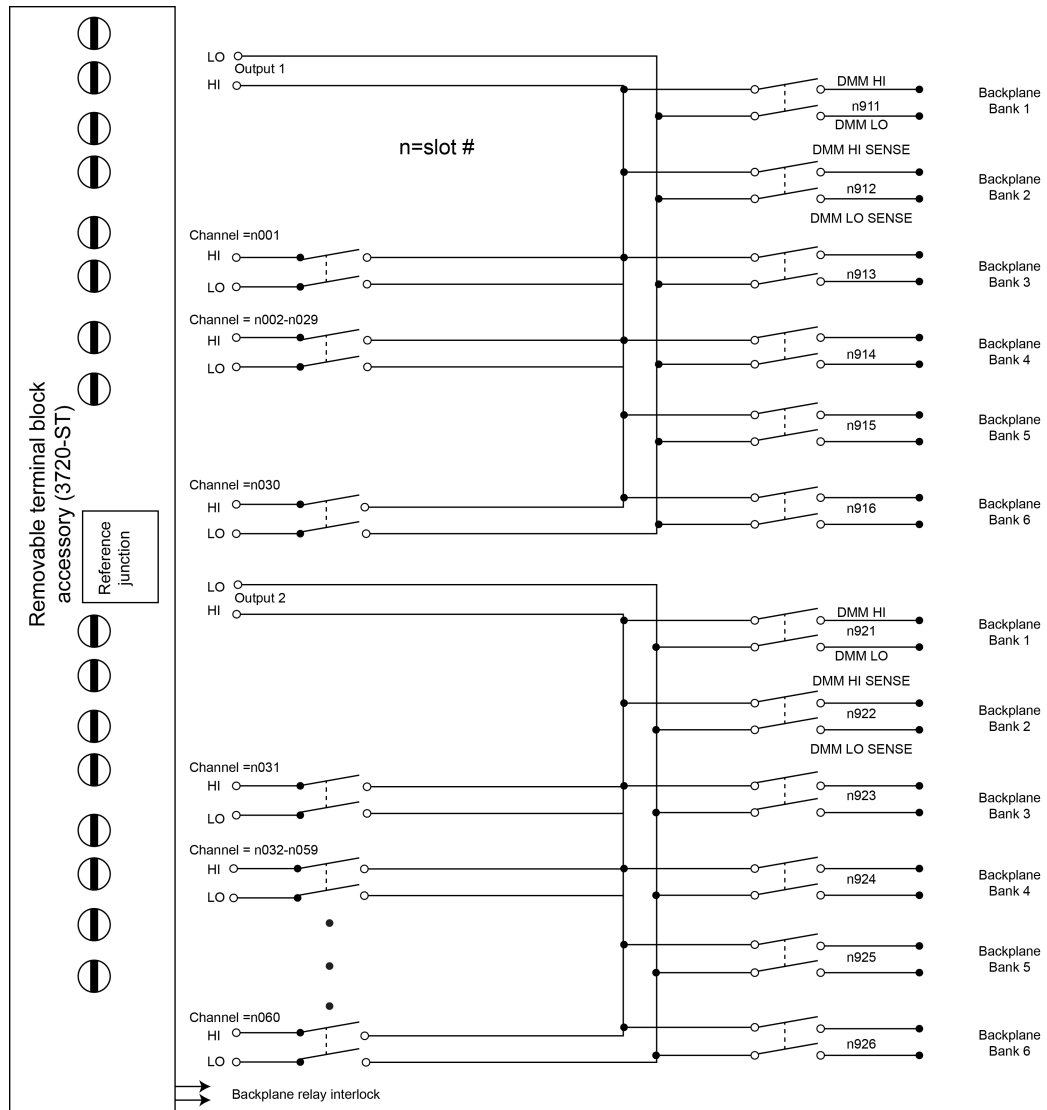 Removable terminal block
accessory (3720-ST)
Reference
junction
LO
Output 1
HI
n=slot #
DMM HI
n911
DMM LO
Backplane
Bank 1
DMM HI SENSE
n912
DMM LO SENSE
Backplane
Bank 2
Channel =n001
HI
LO
n913
Backplane
Bank 3
Channel = n002-n029
HI
LO
n914
Backplane
Bank 4
n915
Backplane
Bank 5
Channel =n030
HI
LO
n916
Backplane
Bank 6
LO
Output 2
HI
DMM HI
n921
DMM LO
Backplane
Bank 1
DMM HI SENSE
n922
DMM LO SENSE
Backplane
Bank 2
Channel =n031
HI
LO
n923
Backplane
Bank 3
Channel = n032-n059
HI
LO
n924
Backplane
Bank 4
n925
Backplane
Bank 5
Channel =n060
HI
LO
n926
Backplane
Bank 6
Backplane relay interlock